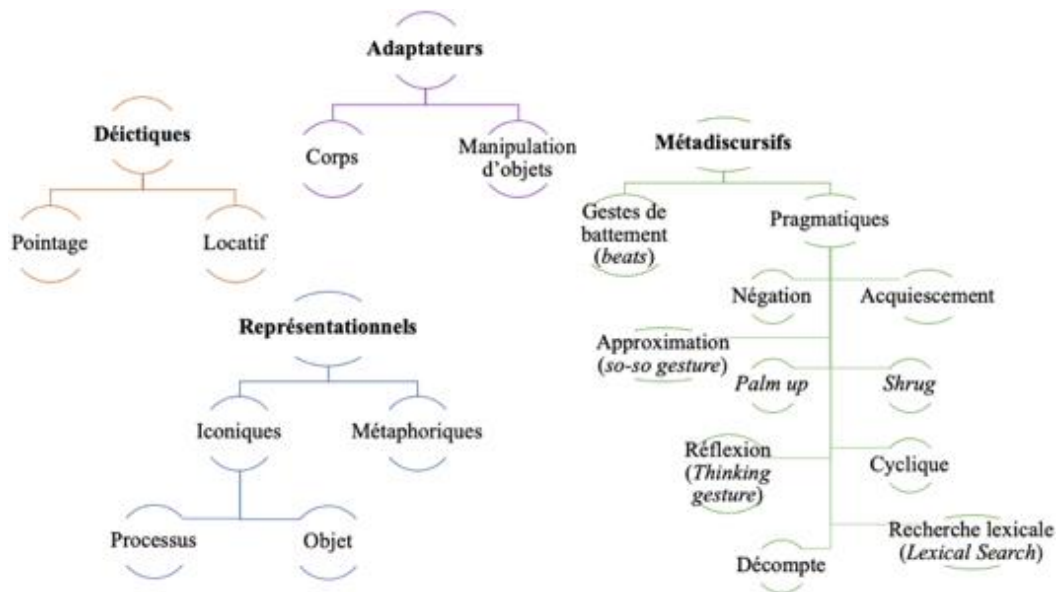 Adaptateurs
Corps
Manipulation
d'objets
Déictiques
Pointage
Locatif
Métadiscursifs
Gestes de
battement
(beats)
Pragmatiques
Négation
Acquiescement
Approximation
(so-so gesture)
Palm up
Shrug
Réflexion
(Thinking
gesture)
Cyclique
Recherche lexicale
(Lexical Search)
Décompte
Représentationnels
Iconiques
Métaphoriques
Processus
Objet